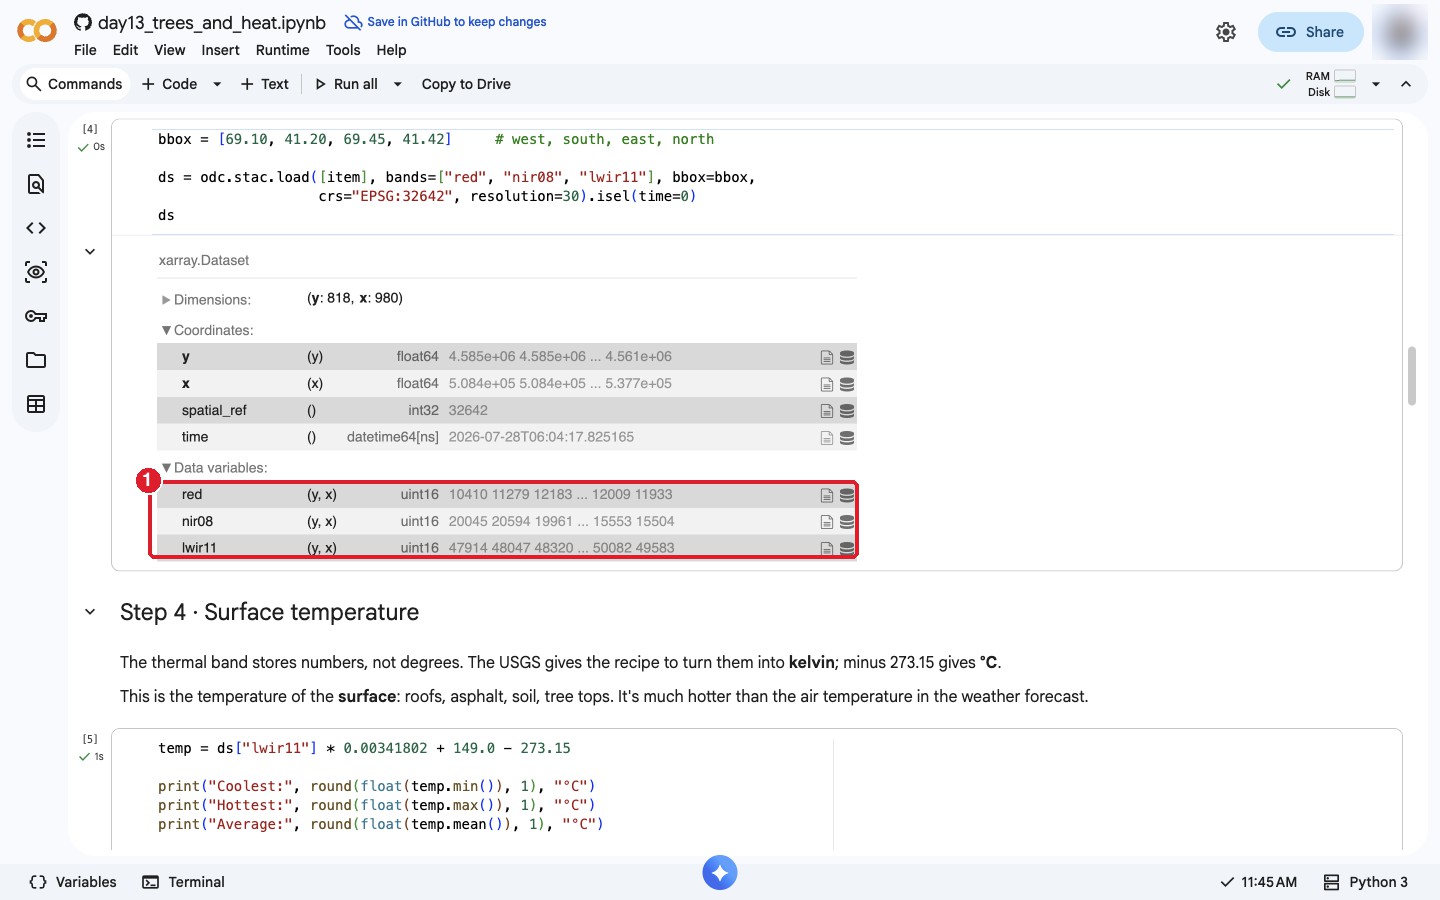 day13_trees_and_heat.ipynb
Save in GitHub to keep changes
File Edit View Insert Runtime Tools Help
Share
Commands + Code + Text Run all Copy to Drive
RAM
Disk
[4]
0s
bbox = [69.10, 41.20, 69.45, 41.42]     # west, south, east, north
ds = odc.stac.load([item], bands=["red", "nir08", "lwir11"], bbox=bbox,
crs="EPSG:32642", resolution=30).isel(time=0)
ds
xarray.Dataset
Dimensions: (y: 818, x: 980)
Coordinates:
y (y) float64 4.585e+06 4.585e+06 ... 4.561e+06
x (x) float64 5.084e+05 5.084e+05 ... 5.377e+05
spatial_ref () int32 32642
time () datetime64[ns] 2026-07-28T06:04:17.825165
Data variables:
1
red (y, x) uint16 10410 11279 12183 ... 12009 11933
nir08 (y, x) uint16 20045 20594 19961 ... 15553 15504
lwir11 (y, x) uint16 47914 48047 48320 ... 50082 49583
Step 4 · Surface temperature
The thermal band stores numbers, not degrees. The USGS gives the recipe to turn them into kelvin; minus 273.15 gives °C.
This is the temperature of the surface: roofs, asphalt, soil, tree tops. It's much hotter than the air temperature in the weather forecast.
[5]
1s
temp = ds["lwir11"] * 0.00341802 + 149.0 - 273.15
print("Coolest:", round(float(temp.min()), 1), "°C")
print("Hottest:", round(float(temp.max()), 1), "°C")
print("Average:", round(float(temp.mean()), 1), "°C")
Variables Terminal
11:45 AM Python 3